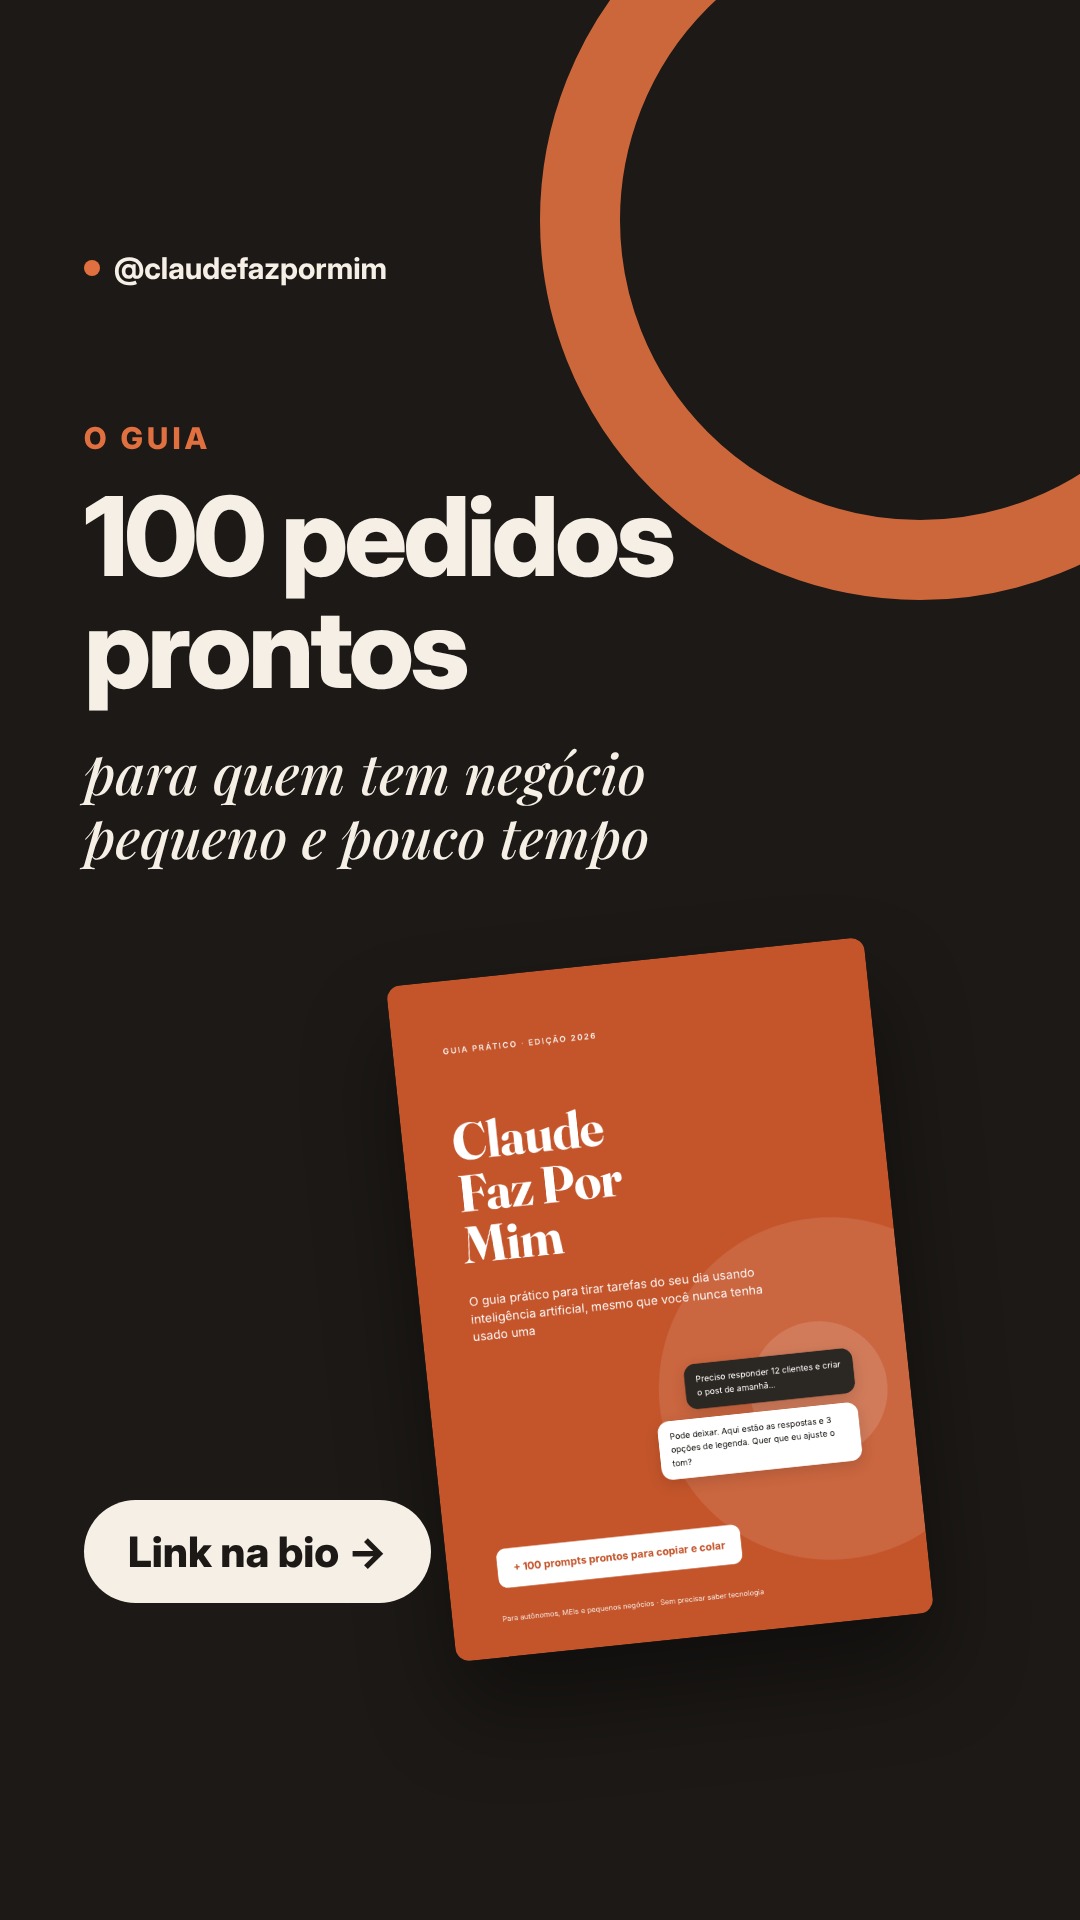 @claudefazpormim
O GUIA
100 pedidos
prontos
para quem tem negócio
pequeno e pouco tempo
GUIA PRÁTICO · EDIÇÃO 2026
Claude
Faz Por
Mim
O guia prático para tirar tarefas do seu dia usando
inteligência artificial, mesmo que você nunca tenha
usado uma
Preciso responder 12 clientes e criar
o post de amanhã...
Pode deixar. Aqui estão as respostas e 3
opções de legenda. Quer que eu ajuste o
tom?
+ 100 prompts prontos para copiar e colar
Para autônomos, MEIs e pequenos negócios · Sem precisar saber tecnologia
Link na bio →